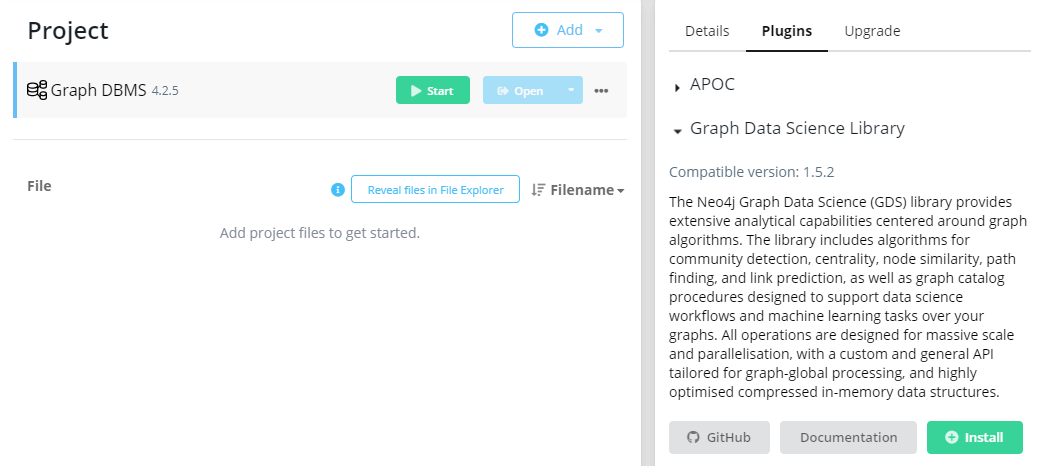 Project
Add
Graph DBMS 4.2.5
Start
Open
File
Reveal files in File Explorer
Filename
Add project files to get started.
Details
Plugins
Upgrade
APOC
Graph Data Science Library
Compatible version: 1.5.2
The Neo4j Graph Data Science (GDS) library provides
extensive analytical capabilities centered around graph
algorithms. The library includes algorithms for
community detection, centrality, node similarity, path
finding, and link prediction, as well as graph catalog
procedures designed to support data science
workflows and machine learning tasks over your
graphs. All operations are designed for massive scale
and parallelisation, with a custom and general API
tailored for graph-global processing, and highly
optimised compressed in-memory data structures.
GitHub
Documentation
Install